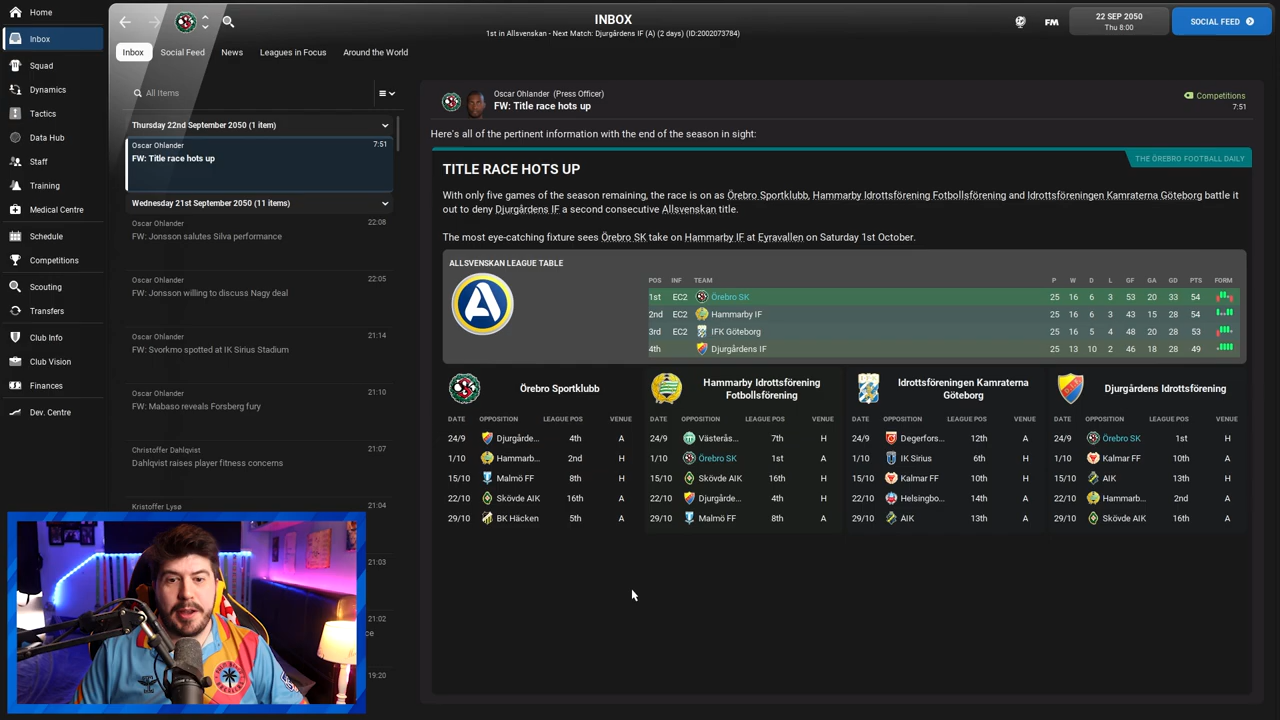 Home
Inbox
Squad
Dynamics
Tactics
Data Hub
Staff
Training
Medical Centre
Schedule
Competitions
Scouting
Transfers
Club Info
Club Vision
Finances
Dev. Centre
INBOX
1st in Allsvenskan - Next Match: Djurgårdens IF (A) (2 days) (ID:2002073784)
FM
22 SEP 2050
Thu 8:00
SOCIAL FEED
Inbox Social Feed News Leagues in Focus Around the World
All Items
Thursday 22nd September 2050 (1 item)
Oscar Ohlander 7:51
FW: Title race hots up
Wednesday 21st September 2050 (11 items)
Oscar Ohlander 22:08
FW: Jonsson salutes Silva performance
Oscar Ohlander 22:05
FW: Jonsson willing to discuss Nagy deal
Oscar Ohlander 21:14
FW: Svorkmo spotted at IK Sirius Stadium
Oscar Ohlander 21:10
FW: Mabaso reveals Forsberg fury
Christoffer Dahlqvist 21:07
Dahlqvist raises player fitness concerns
Kristoffer Lysø 21:04
21:03
21:02
ce
19:20
Oscar Ohlander (Press Officer)
FW: Title race hots up
Competitions
7:51
Here's all of the pertinent information with the end of the season in sight:
THE ÖREBRO FOOTBALL DAILY
TITLE RACE HOTS UP
With only five games of the season remaining, the race is on as Örebro Sportklubb, Hammarby Idrottsförening Fotbollsförening and Idrottsföreningen Kamraterna Göteborg battle it
out to deny Djurgårdens IF a second consecutive Allsvenskan title.
The most eye-catching fixture sees Örebro SK take on Hammarby IF at Eyravallen on Saturday 1st October.
ALLSVENSKAN LEAGUE TABLE
A
POS INF TEAM P W D L GF GA GD PTS FORM
1st EC2 Örebro SK 25 16 6 3 53 20 33 54
2nd EC2 Hammarby IF 25 16 6 3 43 15 28 54
3rd EC2 IFK Göteborg 25 16 5 4 48 20 28 53
4th Djurgårdens IF 25 13 10 2 46 18 28 49
Örebro Sportklubb
DATE OPPOSITION LEAGUE POS VENUE
24/9 Djurgårde... 4th A
1/10 Hammarb... 2nd H
15/10 Malmö FF 8th H
22/10 Skövde AIK 16th A
29/10 BK Häcken 5th A
Hammarby Idrottsförening
Fotbollsförening
DATE OPPOSITION LEAGUE POS VENUE
24/9 Västerås... 7th H
1/10 Örebro SK 1st A
15/10 Skövde AIK 16th H
22/10 Djurgårde... 4th H
29/10 Malmö FF 8th A
Idrottsföreningen Kamraterna
Göteborg
DATE OPPOSITION LEAGUE POS VENUE
24/9 Degerfors... 12th A
1/10 IK Sirius 6th H
15/10 Kalmar FF 10th H
22/10 Helsingbo... 14th A
29/10 AIK 13th A
Djurgårdens Idrottsförening
DATE OPPOSITION LEAGUE POS VENUE
24/9 Örebro SK 1st H
1/10 Kalmar FF 10th A
15/10 AIK 13th H
22/10 Hammarb... 2nd A
29/10 Skövde AIK 16th A